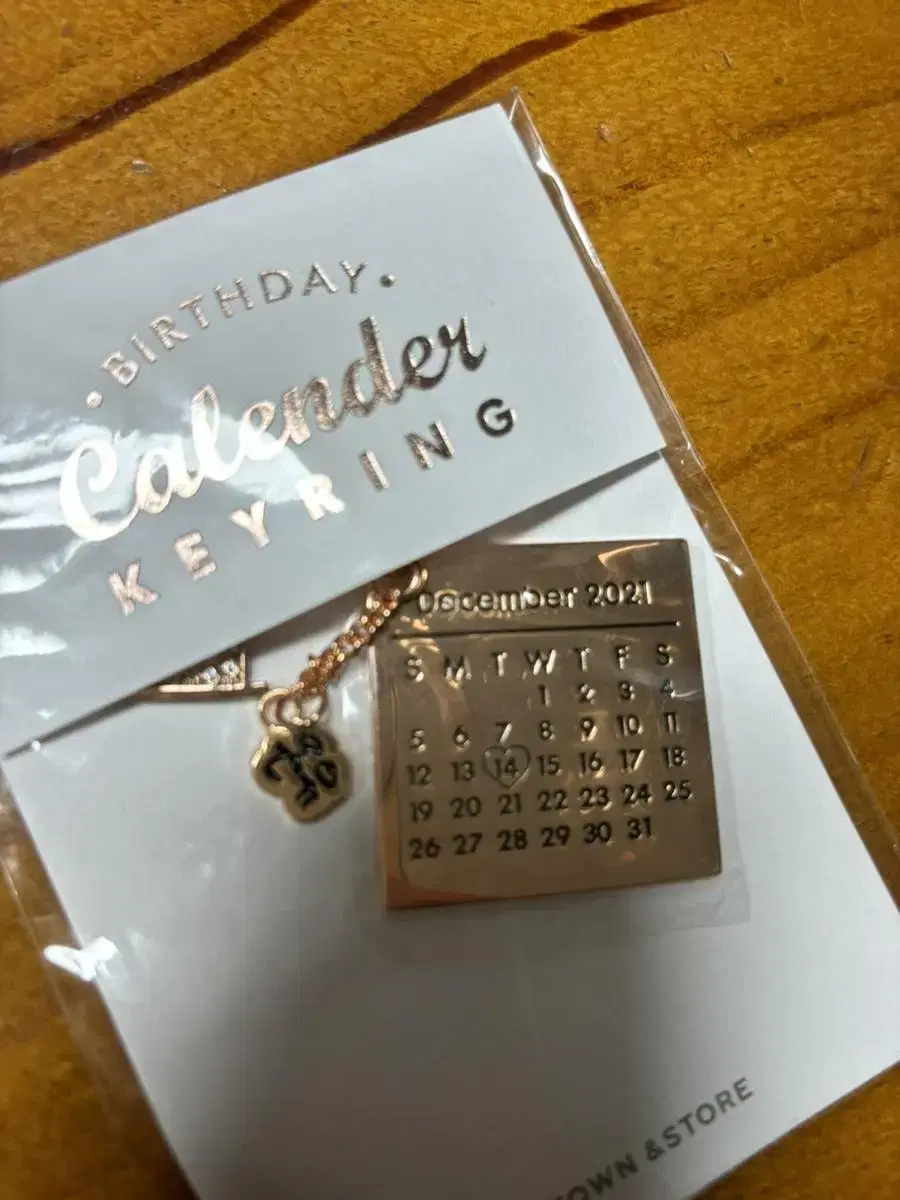 • BIRTHDAY •
Calender
KEYRING
December 2021
S M T W T F S
1 2 3 4
5 6 7 8 9 10 11
12 13 14 15 16 17 18
19 20 21 22 23 24 25
26 27 28 29 30 31
&STORE